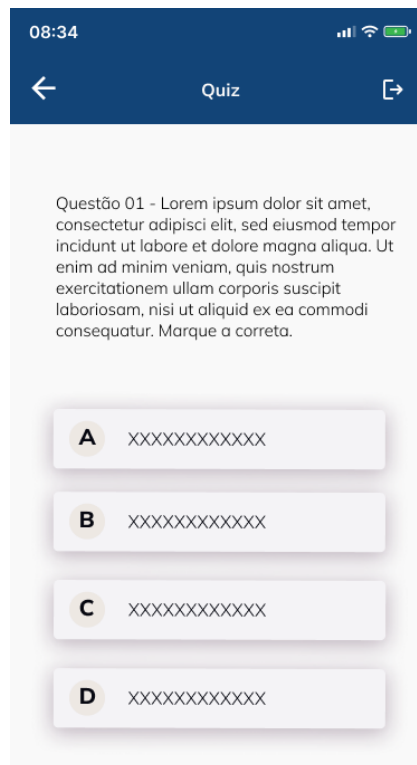 08:34
Quiz
Questão 01 - Lorem ipsum dolor sit amet,
consectetur adipisci elit, sed eiusmod tempor
incidunt ut labore et dolore magna aliqua. Ut
enim ad minim veniam, quis nostrum
exercitationem ullam corporis suscipit
laboriosam, nisi ut aliquid ex ea commodi
consequatur. Marque a correta.
A XXXXXXXXXXXX
B XXXXXXXXXXXX
C XXXXXXXXXXXX
D XXXXXXXXXXXX